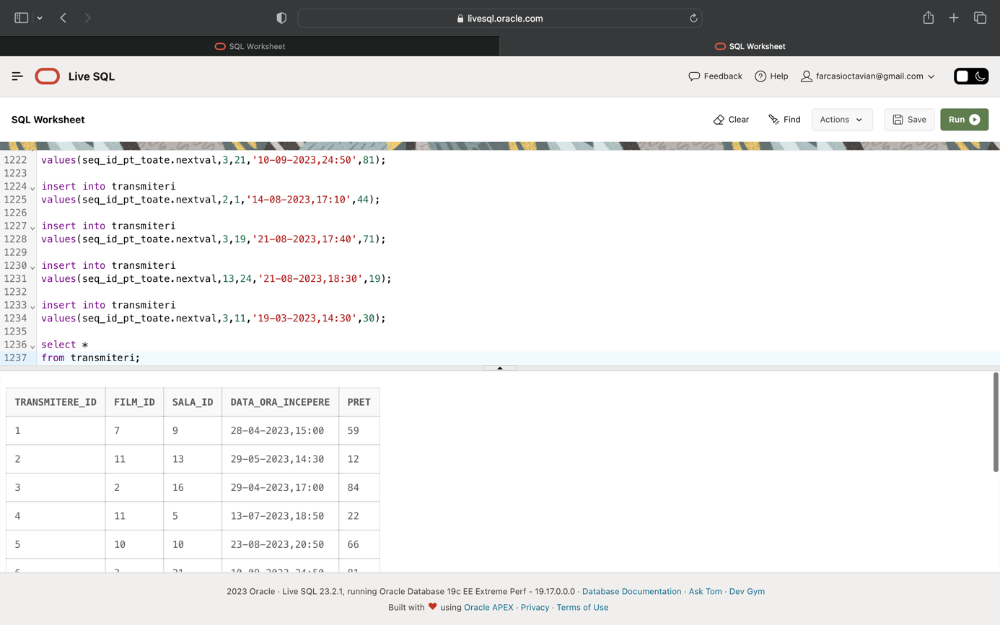 livesql.oracle.com
SQL Worksheet
SQL Worksheet
Live SQL
Feedback
Help
farcasioctavian@gmail.com
SQL Worksheet
Clear
Find
Actions
Save
Run
1222 values(seq_id_pt_toate.nextval,3,21,'10-09-2023,24:50',81);
1223
1224 insert into transmiteri
1225 values(seq_id_pt_toate.nextval,2,1,'14-08-2023,17:10',44);
1226
1227 insert into transmiteri
1228 values(seq_id_pt_toate.nextval,3,19,'21-08-2023,17:40',71);
1229
1230 insert into transmiteri
1231 values(seq_id_pt_toate.nextval,13,24,'21-08-2023,18:30',19);
1232
1233 insert into transmiteri
1234 values(seq_id_pt_toate.nextval,3,11,'19-03-2023,14:30',30);
1235
1236 select *
1237 from transmiteri;
TRANSMITERE_ID FILM_ID SALA_ID DATA_ORA_INCEPERE PRET
1 7 9 28-04-2023,15:00 59
2 11 13 29-05-2023,14:30 12
3 2 16 29-04-2023,17:00 84
4 11 5 13-07-2023,18:50 22
5 10 10 23-08-2023,20:50 66
2023 Oracle · Live SQL 23.2.1, running Oracle Database 19c EE Extreme Perf - 19.17.0.0.0 · Database Documentation · Ask Tom · Dev Gym
Built with ❤ using Oracle APEX · Privacy · Terms of Use